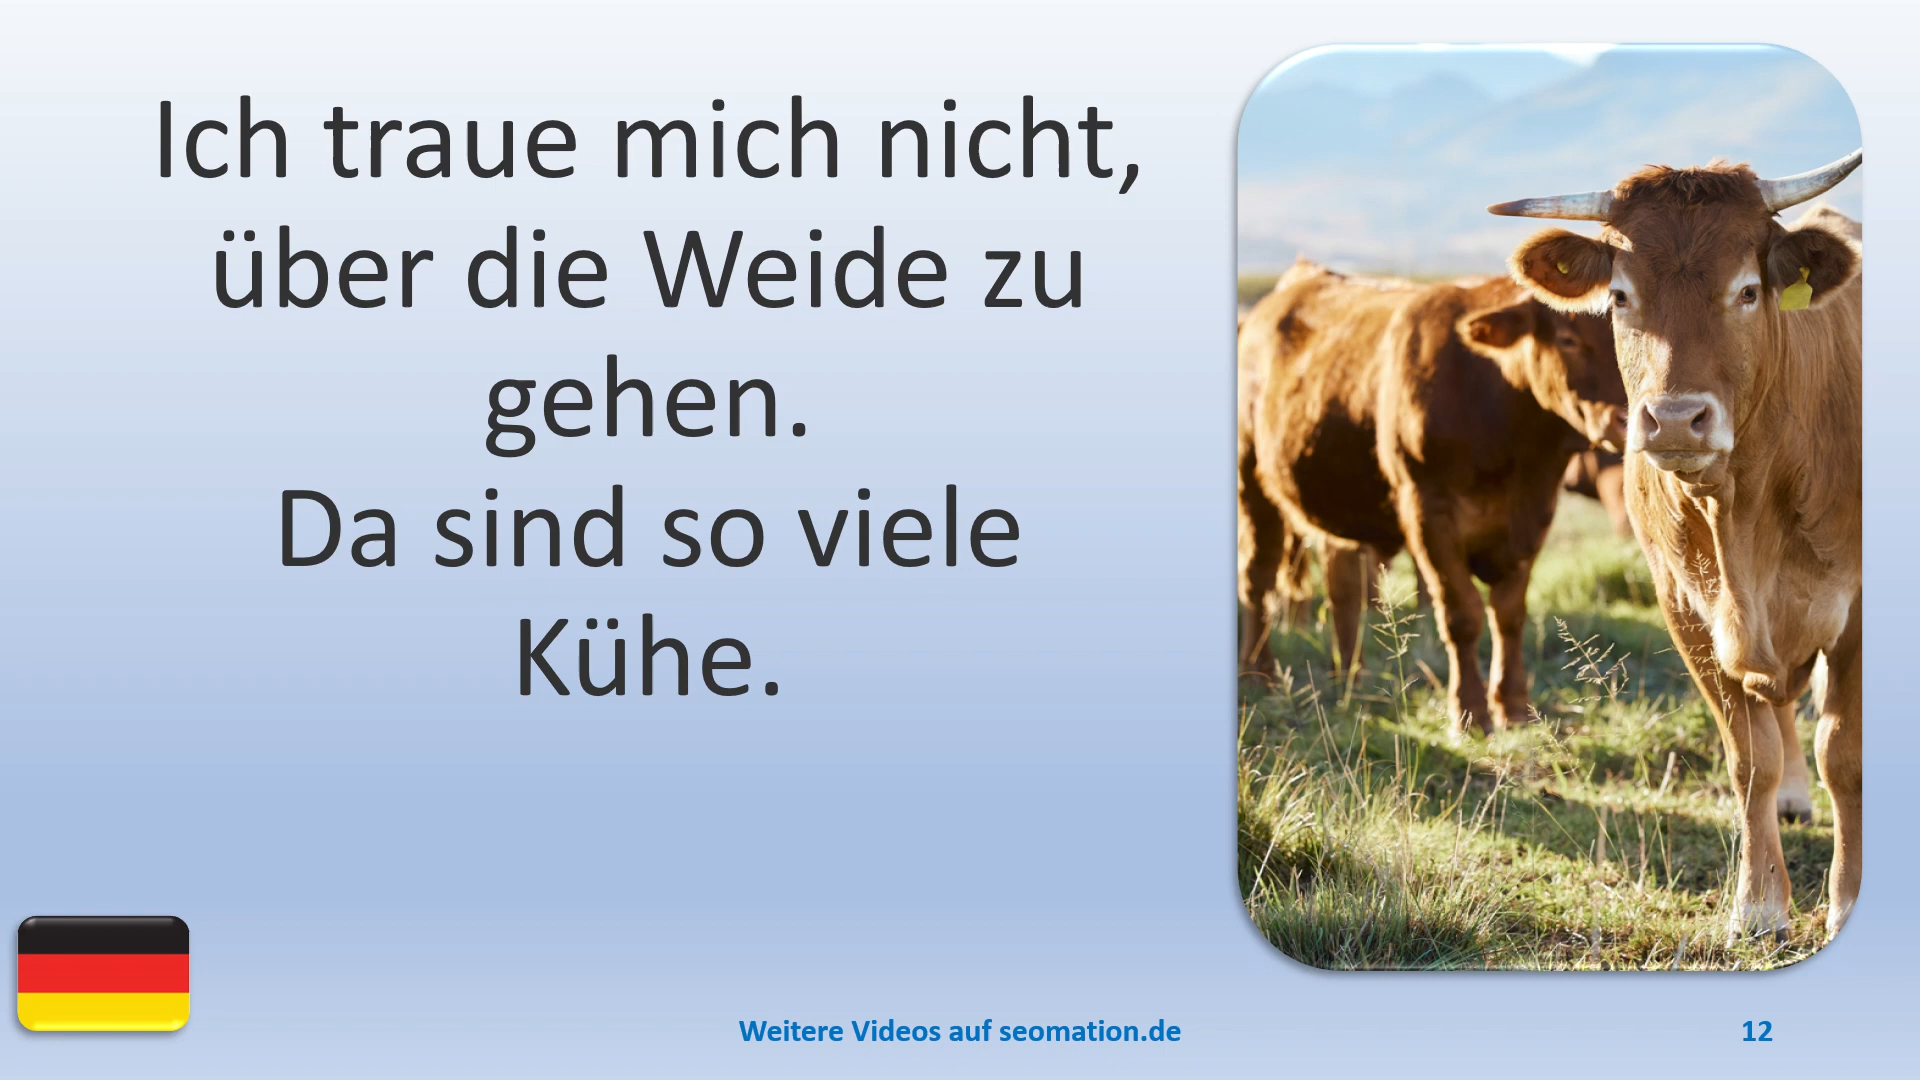 Ich traue mich nicht,
über die Weide zu
gehen.
Da sind so viele
Kühe.
Weitere Videos auf seomation.de
12